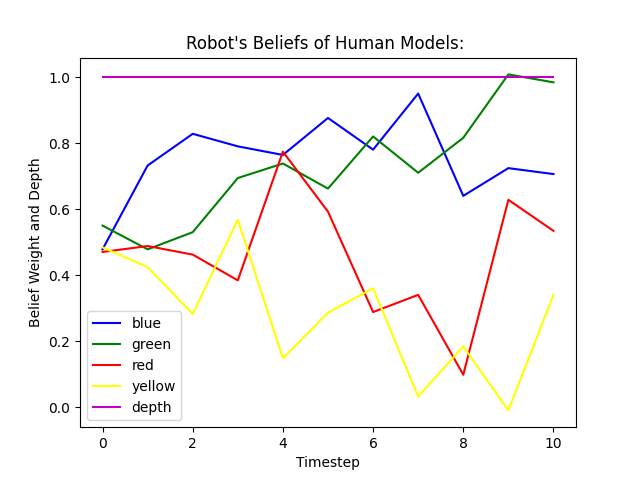 Robot's Beliefs of Human Models:
Belief Weight and Depth
1.0
0.8
0.6
0.4
0.2
0.0
blue
green
red
yellow
depth
0 2 4 6 8 10
Timestep